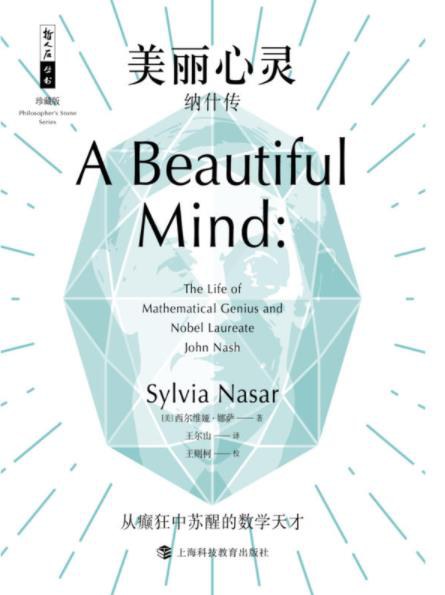 哲人石
丛书
珍藏版
Philosopher's Stone
Series
美丽心灵
纳什传
A Beautiful
Mind:
The Life of
Mathematical Genius and
Nobel Laureate
John Nash
Sylvia Nasar
[美]西尔维娅·娜萨——著
王尔山——译
王则柯——校
从癫狂中苏醒的数学天才
上海科技教育出版社